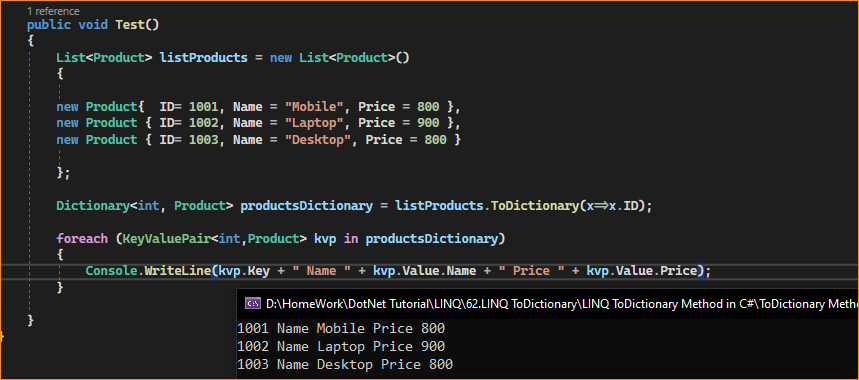 1 reference
public void Test()
{
List<Product> listProducts = new List<Product>()
{
new Product{  ID= 1001, Name = "Mobile", Price = 800 },
new Product { ID= 1002, Name = "Laptop", Price = 900 },
new Product { ID= 1003, Name = "Desktop", Price = 800 }
};
Dictionary<int, Product> productsDictionary = listProducts.ToDictionary(x=>x.ID);
foreach (KeyValuePair<int,Product> kvp in productsDictionary)
{
Console.WriteLine(kvp.Key + " Name " + kvp.Value.Name + " Price " + kvp.Value.Price);
}
}
}
D:\HomeWork\DotNet Tutorial\LINQ\62.LINQ ToDictionary\LINQ ToDictionary Method in C#\ToDictionary Metho
1001 Name Mobile Price 800
1002 Name Laptop Price 900
1003 Name Desktop Price 800